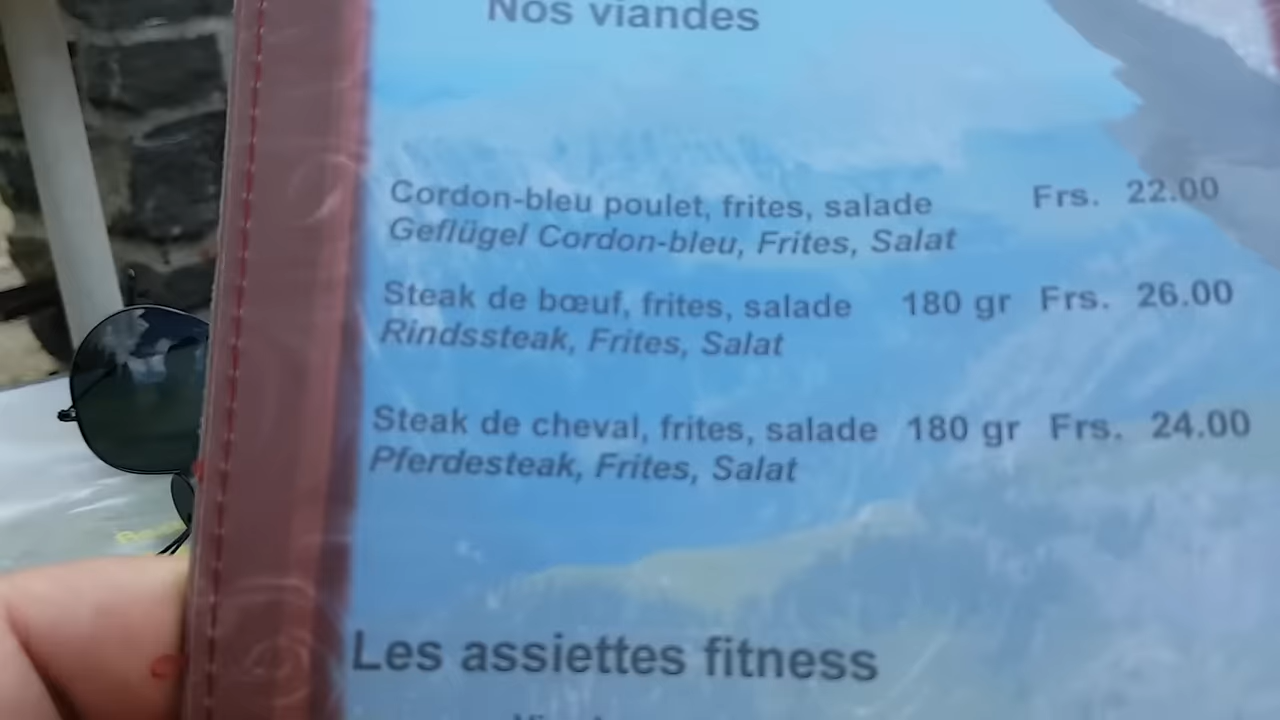 Nos viandes
Cordon-bleu poulet, frites, salade Frs. 22.00
Geflügel Cordon-bleu, Frites, Salat
Steak de bœuf, frites, salade 180 gr Frs. 26.00
Rindssteak, Frites, Salat
Steak de cheval, frites, salade 180 gr Frs. 24.00
Pferdesteak, Frites, Salat
Les assiettes fitness